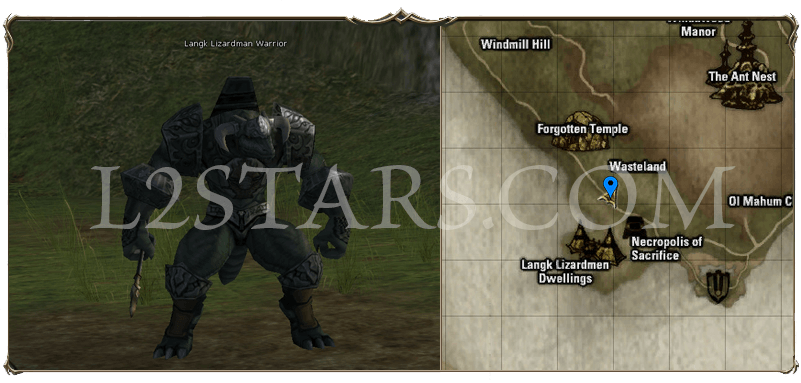 Langk Lizardman Warrior
Manor
Windmill Hill
The Ant Nest
Forgotten Temple
Wasteland
L2STARS.COM
Ol Mahum C
Necropolis of
Sacrifice
Langk Lizardmen
Dwellings